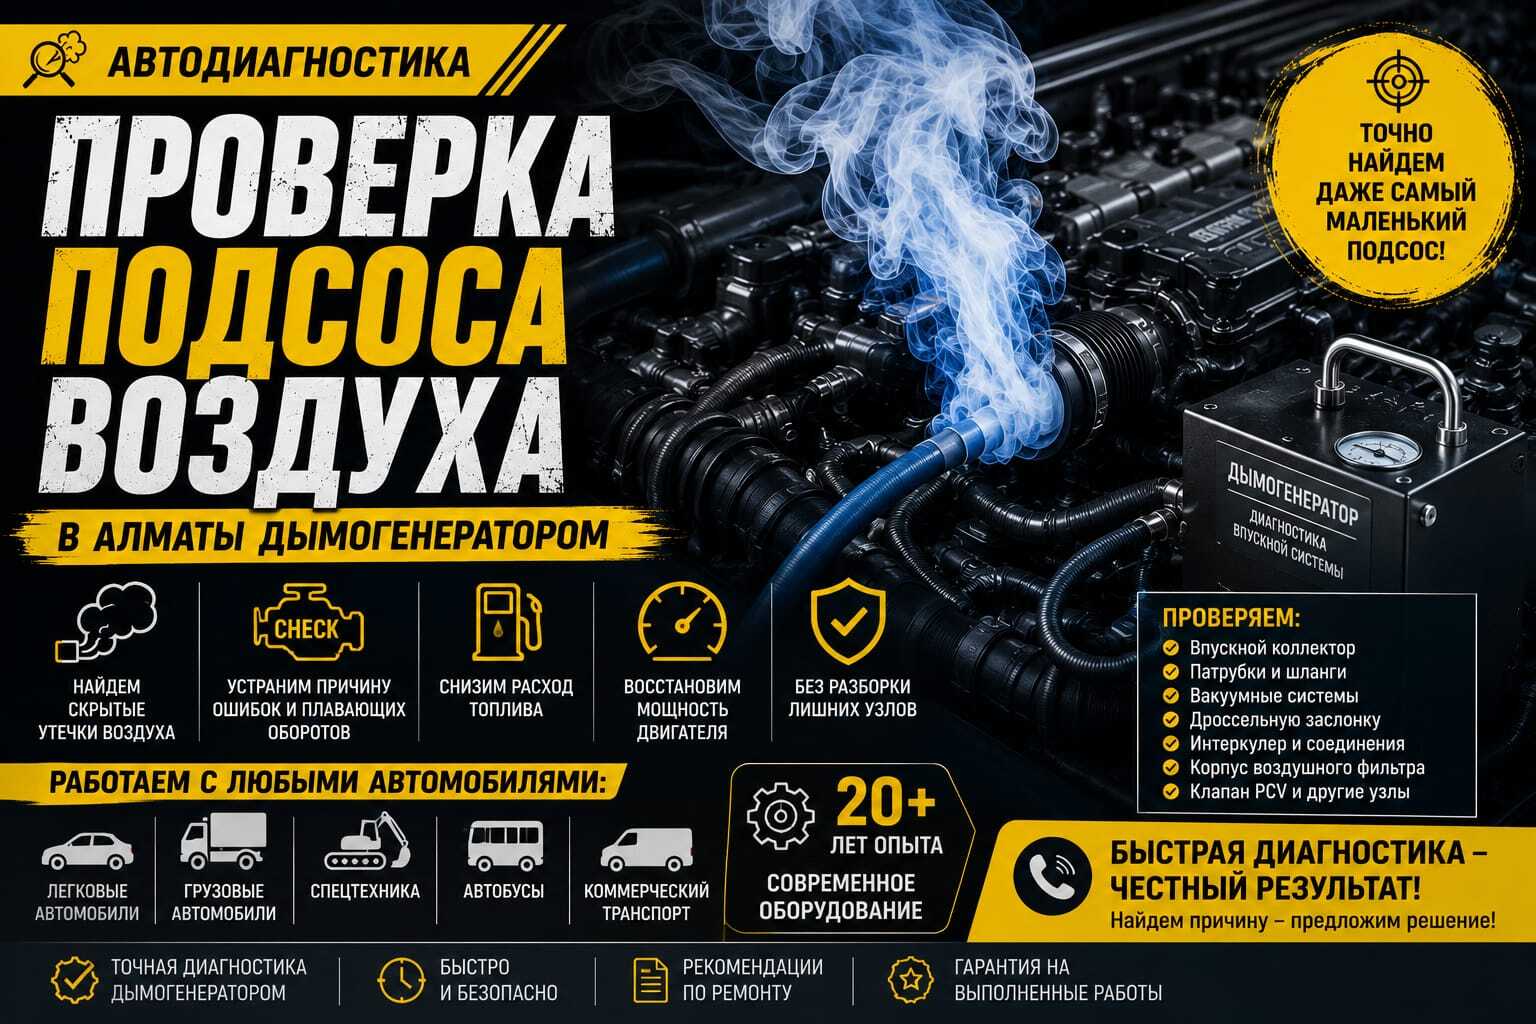 АВТОДИАГНОСТИКА
ПРОВЕРКА
ПОДСОСА
ВОЗДУХА
В АЛМАТЫ ДЫМОГЕНЕРАТОРОМ
ТОЧНО
НАЙДЕМ
ДАЖЕ САМЫЙ
МАЛЕНЬКИЙ
ПОДСОС!
ДЫМОГЕНЕРАТОР
ДИАГНОСТИКА
ВПУСКНОЙ СИСТЕМЫ
НАЙДЕМ
СКРЫТЫЕ
УТЕЧКИ ВОЗДУХА
CHECK
УСТРАНИМ ПРИЧИНУ
ОШИБОК И ПЛАВАЮЩИХ
ОБОРОТОВ
СНИЗИМ РАСХОД
ТОПЛИВА
ВОССТАНОВИМ
МОЩНОСТЬ
ДВИГАТЕЛЯ
БЕЗ РАЗБОРКИ
ЛИШНИХ УЗЛОВ
ПРОВЕРЯЕМ:
Впускной коллектор
Патрубки и шланги
Вакуумные системы
Дроссельную заслонку
Интеркулер и соединения
Корпус воздушного фильтра
Клапан PCV и другие узлы
РАБОТАЕМ С ЛЮБЫМИ АВТОМОБИЛЯМИ:
ЛЕГКОВЫЕ
АВТОМОБИЛИ
ГРУЗОВЫЕ
АВТОМОБИЛИ
СПЕЦТЕХНИКА
АВТОБУСЫ
КОММЕРЧЕСКИЙ
ТРАНСПОРТ
20+
ЛЕТ ОПЫТА
СОВРЕМЕННОЕ
ОБОРУДОВАНИЕ
БЫСТРАЯ ДИАГНОСТИКА –
ЧЕСТНЫЙ РЕЗУЛЬТАТ!
Найдем причину – предложим решение!
ТОЧНАЯ ДИАГНОСТИКА
ДЫМОГЕНЕРАТОРОМ
БЫСТРО
И БЕЗОПАСНО
РЕКОМЕНДАЦИИ
ПО РЕМОНТУ
ГАРАНТИЯ НА
ВЫПОЛНЕННЫЕ РАБОТЫ